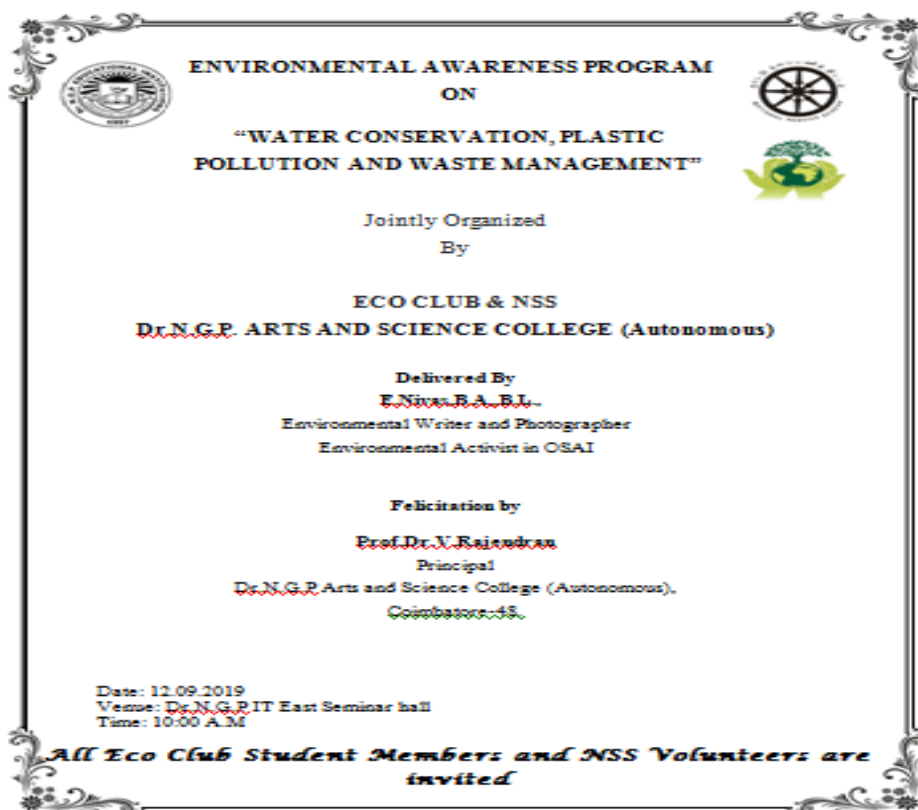 ENVIRONMENTAL AWARENESS PROGRAM
ON
“WATER CONSERVATION, PLASTIC
POLLUTION AND WASTE MANAGEMENT”
Jointly Organized
By
ECO CLUB & NSS
Dr.N.G.P. ARTS AND SCIENCE COLLEGE (Autonomous)
Delivered By
E.Nivas.B.A.,B.L.,
Environmental Writer and Photographer
Environmental Activist in OSAI
Felicitation by
Prof.Dr.V.Rajendran
Principal
Dr.N.G.P.Arts and Science College (Autonomous),
Coimbatore-48.
Date: 12.09.2019
Venue: Dr.N.G.P.IT East Seminar hall
Time: 10:00 A.M
All Eco Club Student Members and NSS Volunteers are
invited